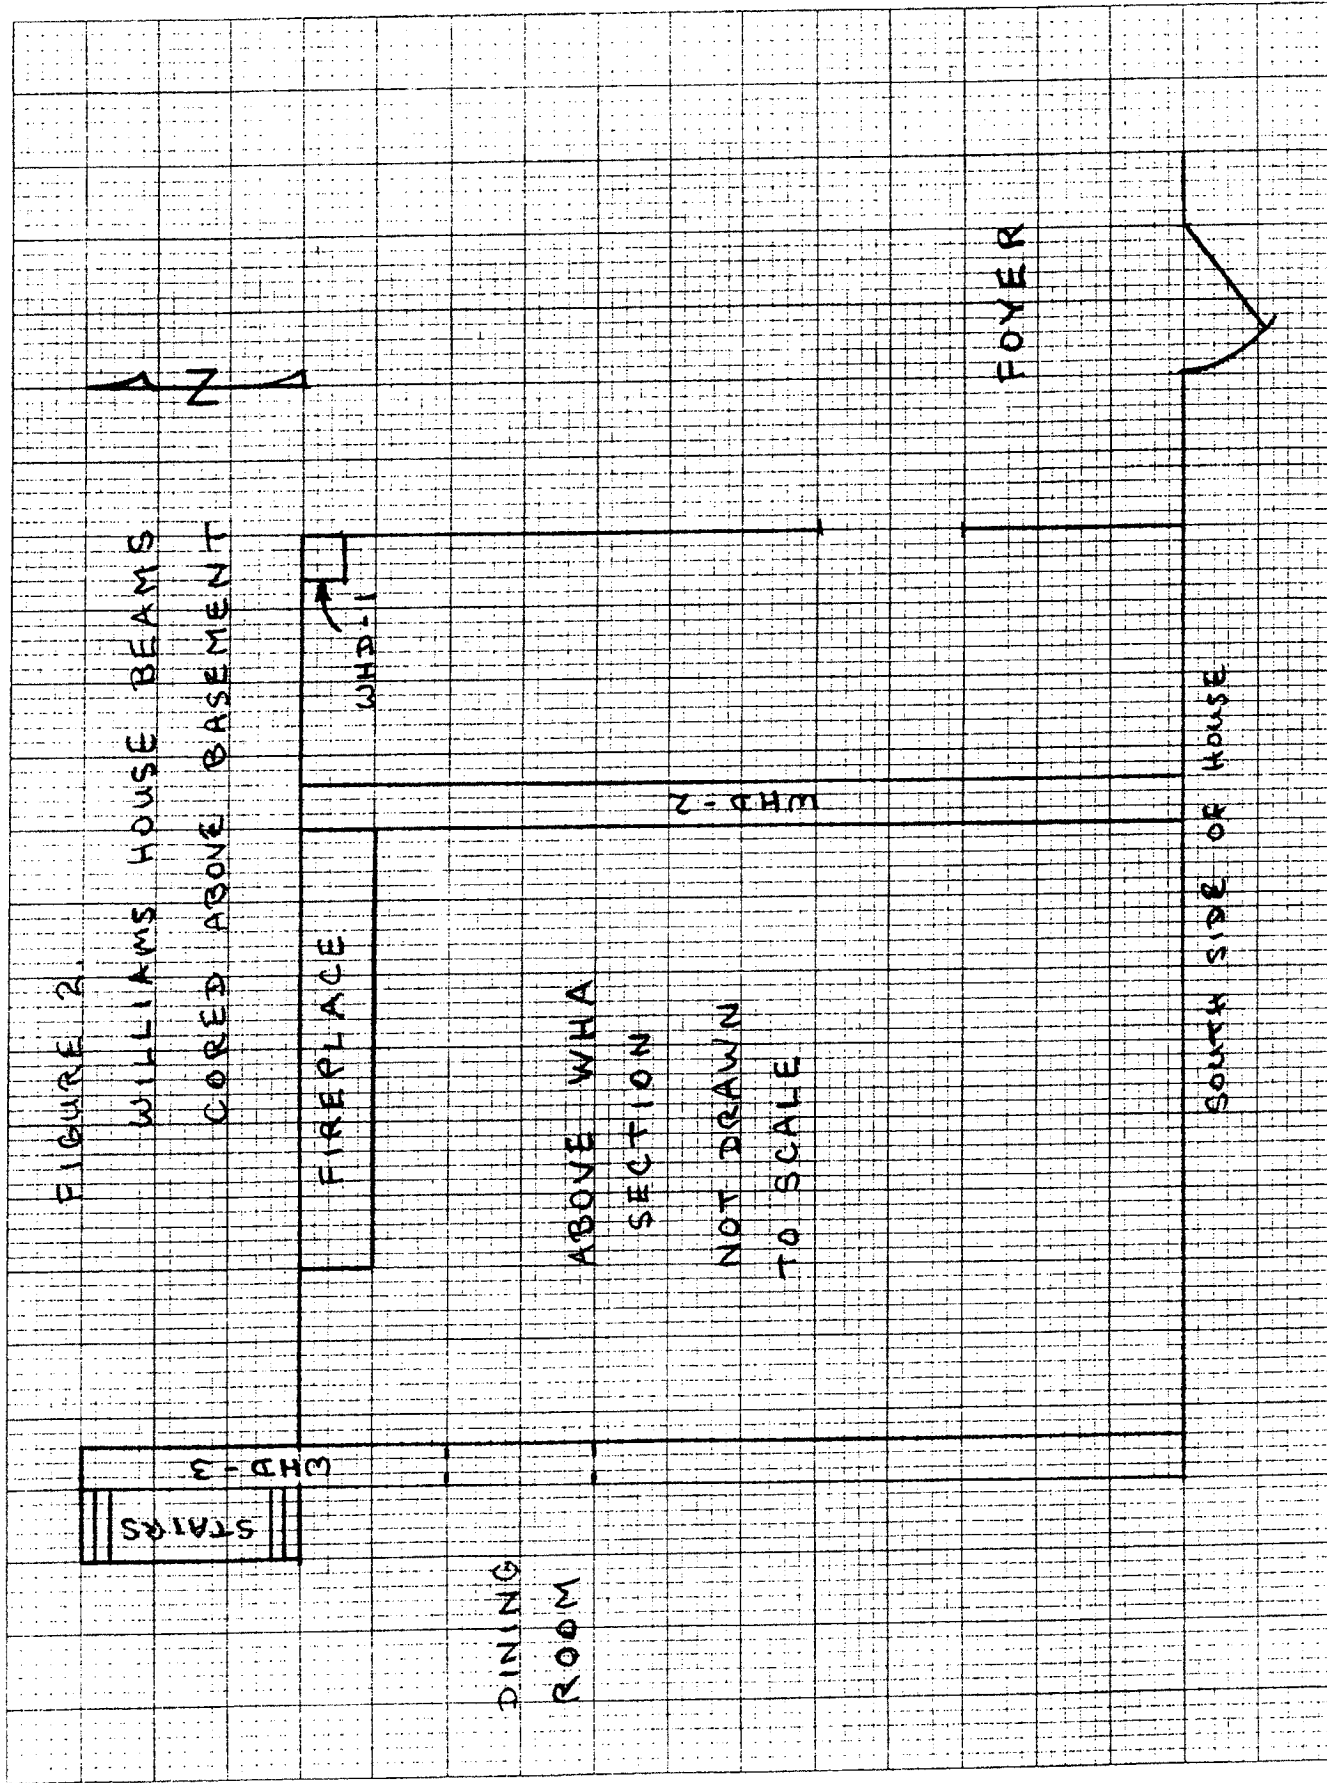 FIGURE 2.
WILLIAMS HOUSE BEAMS
CORED ABOVE BASEMENT
N
STAIRS
WHD-3
FIREPLACE
WHD-1
WHD-2
DINING
ROOM
ABOVE WHA
SECTION
NOT DRAWN
TO SCALE
FOYER
SOUTH SIDE OF HOUSE